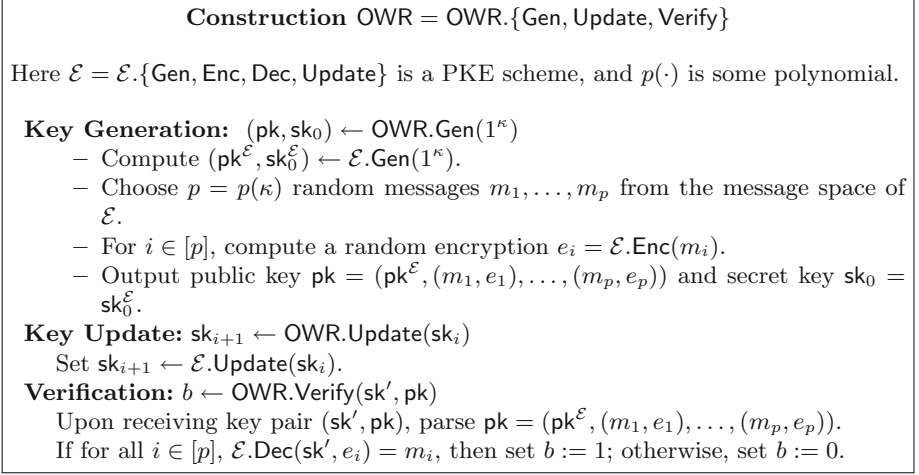 Construction OWR = OWR.{Gen, Update, Verify}
Here ℰ = ℰ.{Gen, Enc, Dec, Update} is a PKE scheme, and p(·) is some polynomial.
Key Generation: (pk, sk₀) ← OWR.Gen(1^κ)
– Compute (pk^ℰ, sk₀^ℰ) ← ℰ.Gen(1^κ).
– Choose p = p(κ) random messages m₁, . . . , mₚ from the message space of
ℰ.
– For i ∈ [p], compute a random encryption eᵢ = ℰ.Enc(mᵢ).
– Output public key pk = (pk^ℰ, (m₁, e₁), . . . , (mₚ, eₚ)) and secret key sk₀ =
sk₀^ℰ.
Key Update: skᵢ₊₁ ← OWR.Update(skᵢ)
Set skᵢ₊₁ ← ℰ.Update(skᵢ).
Verification: b ← OWR.Verify(sk′, pk)
Upon receiving key pair (sk′, pk), parse pk = (pk^ℰ, (m₁, e₁), . . . , (mₚ, eₚ)).
If for all i ∈ [p], ℰ.Dec(sk′, eᵢ) = mᵢ, then set b := 1; otherwise, set b := 0.